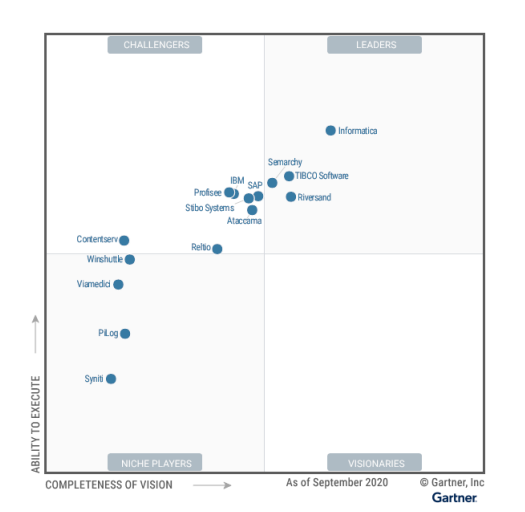 CHALLENGERS
LEADERS
Informatica
Semarchy
TIBCO Software
IBM
SAP
Profisee
Riversand
Stibo Systems
Ataccama
Contentserv
Reltio
Winshuttle
Viamedici
PiLog
Syniti
ABILITY TO EXECUTE
NICHE PLAYERS
VISIONARIES
COMPLETENESS OF VISION
As of September 2020
© Gartner, Inc
Gartner